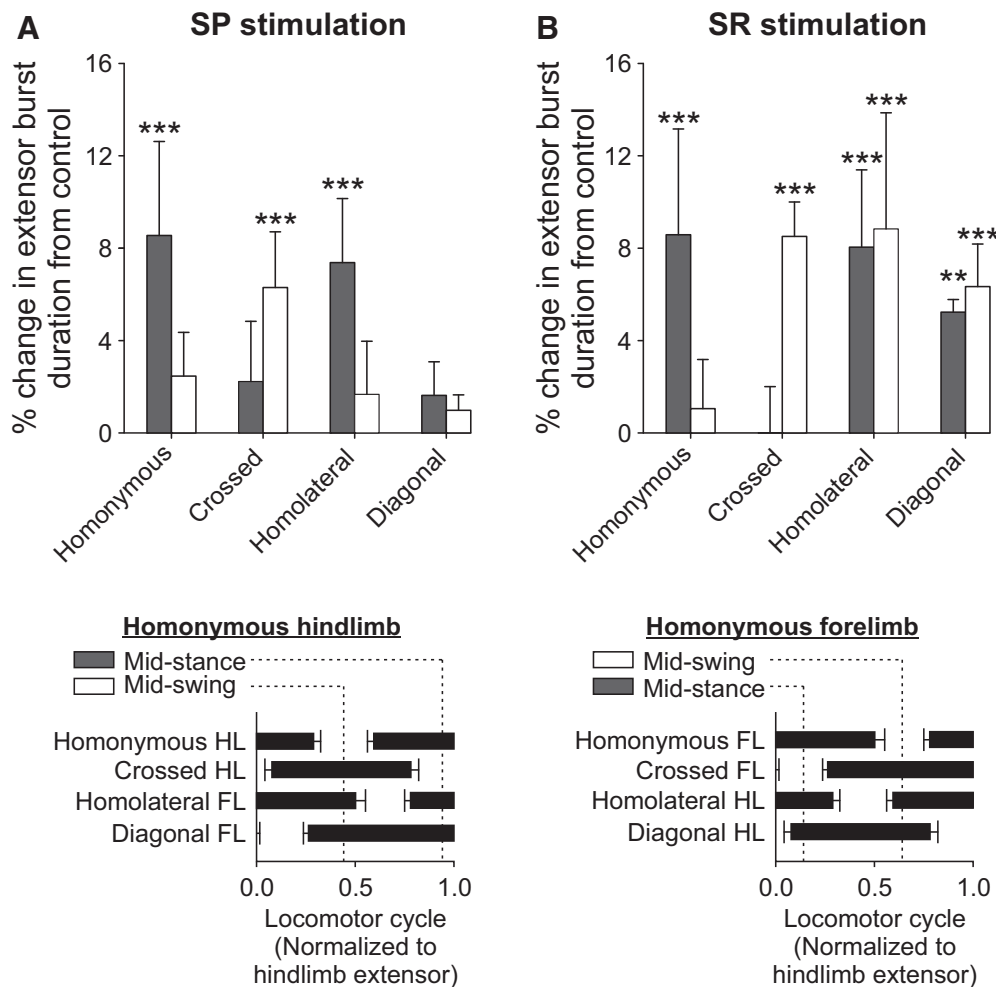 A
SP stimulation
% change in extensor burst
duration from control
16
12
8
4
0
***
***
***
Homonymous
Crossed
Homolateral
Diagonal
Homonymous hindlimb
Mid-stance
Mid-swing
Homonymous HL
Crossed HL
Homolateral FL
Diagonal FL
0.0
0.5
1.0
Locomotor cycle
(Normalized to
hindlimb extensor)
B
SR stimulation
% change in extensor burst
duration from control
16
12
8
4
0
***
***
***
***
**
***
Homonymous
Crossed
Homolateral
Diagonal
Homonymous forelimb
Mid-swing
Mid-stance
Homonymous FL
Crossed FL
Homolateral HL
Diagonal HL
0.0
0.5
1.0
Locomotor cycle
(Normalized to
hindlimb extensor)